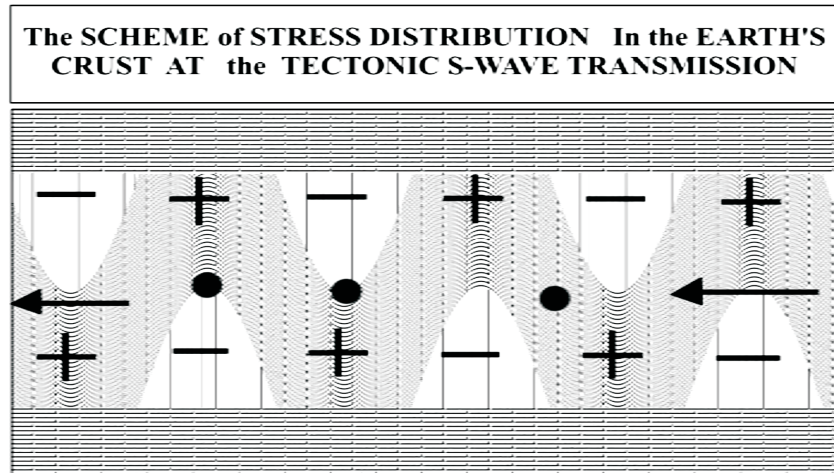 The SCHEME of STRESS DISTRIBUTION In the EARTH'S
CRUST AT the TECTONIC S-WAVE TRANSMISSION
− + − + − +
+ − + − + −